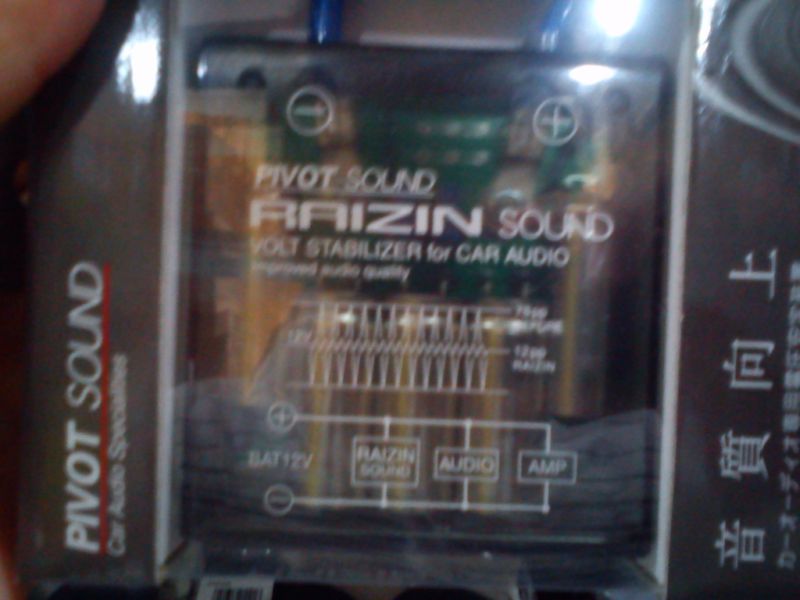 PIVOT SOUND
RAIZIN SOUND
VOLT STABILIZER for CAR AUDIO
Improved audio quality
12V
RAIZIN
BAT12V
RAIZIN
SOUND
AUDIO
AMP
PIVOT SOUND
Car Audio Specialties
音質向上